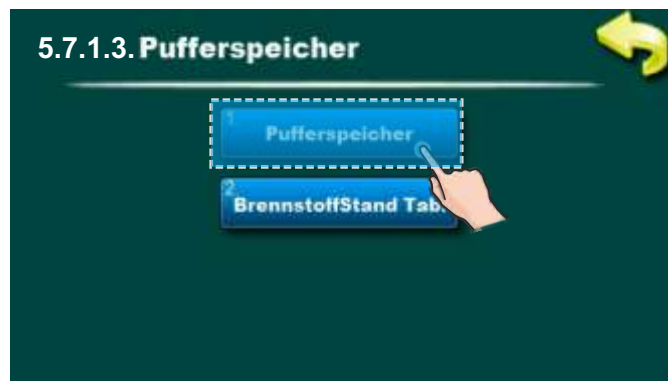 5.7.1.3. Pufferspeicher
1
Pufferspeicher
2
BrennstoffStand Tab.